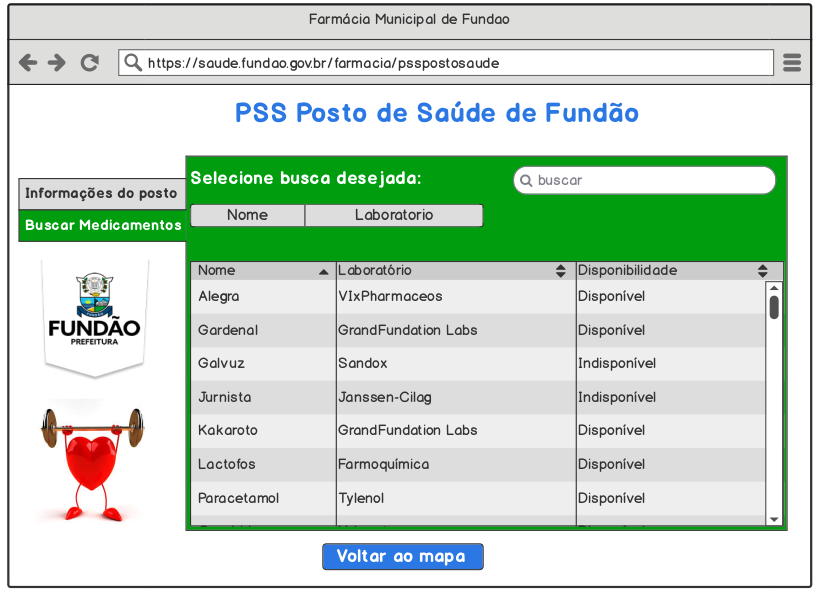 Farmácia Municipal de Fundao
https://saude.fundao.gov.br/farmacia/psspostosaude
PSS Posto de Saúde de Fundão
Informações do posto
Buscar Medicamentos
FUNDÃO
PREFEITURA
Selecione busca desejada:
buscar
Nome Laboratorio
Nome Laboratório Disponibilidade
Alegra VIxPharmaceos Disponível
Gardenal GrandFundation Labs Disponível
Galvuz Sandox Indisponível
Jurnista Janssen-Cilag Indisponível
Kakaroto GrandFundation Labs Disponível
Lactofos Farmoquímica Disponível
Paracetamol Tylenol Disponível
Voltar ao mapa